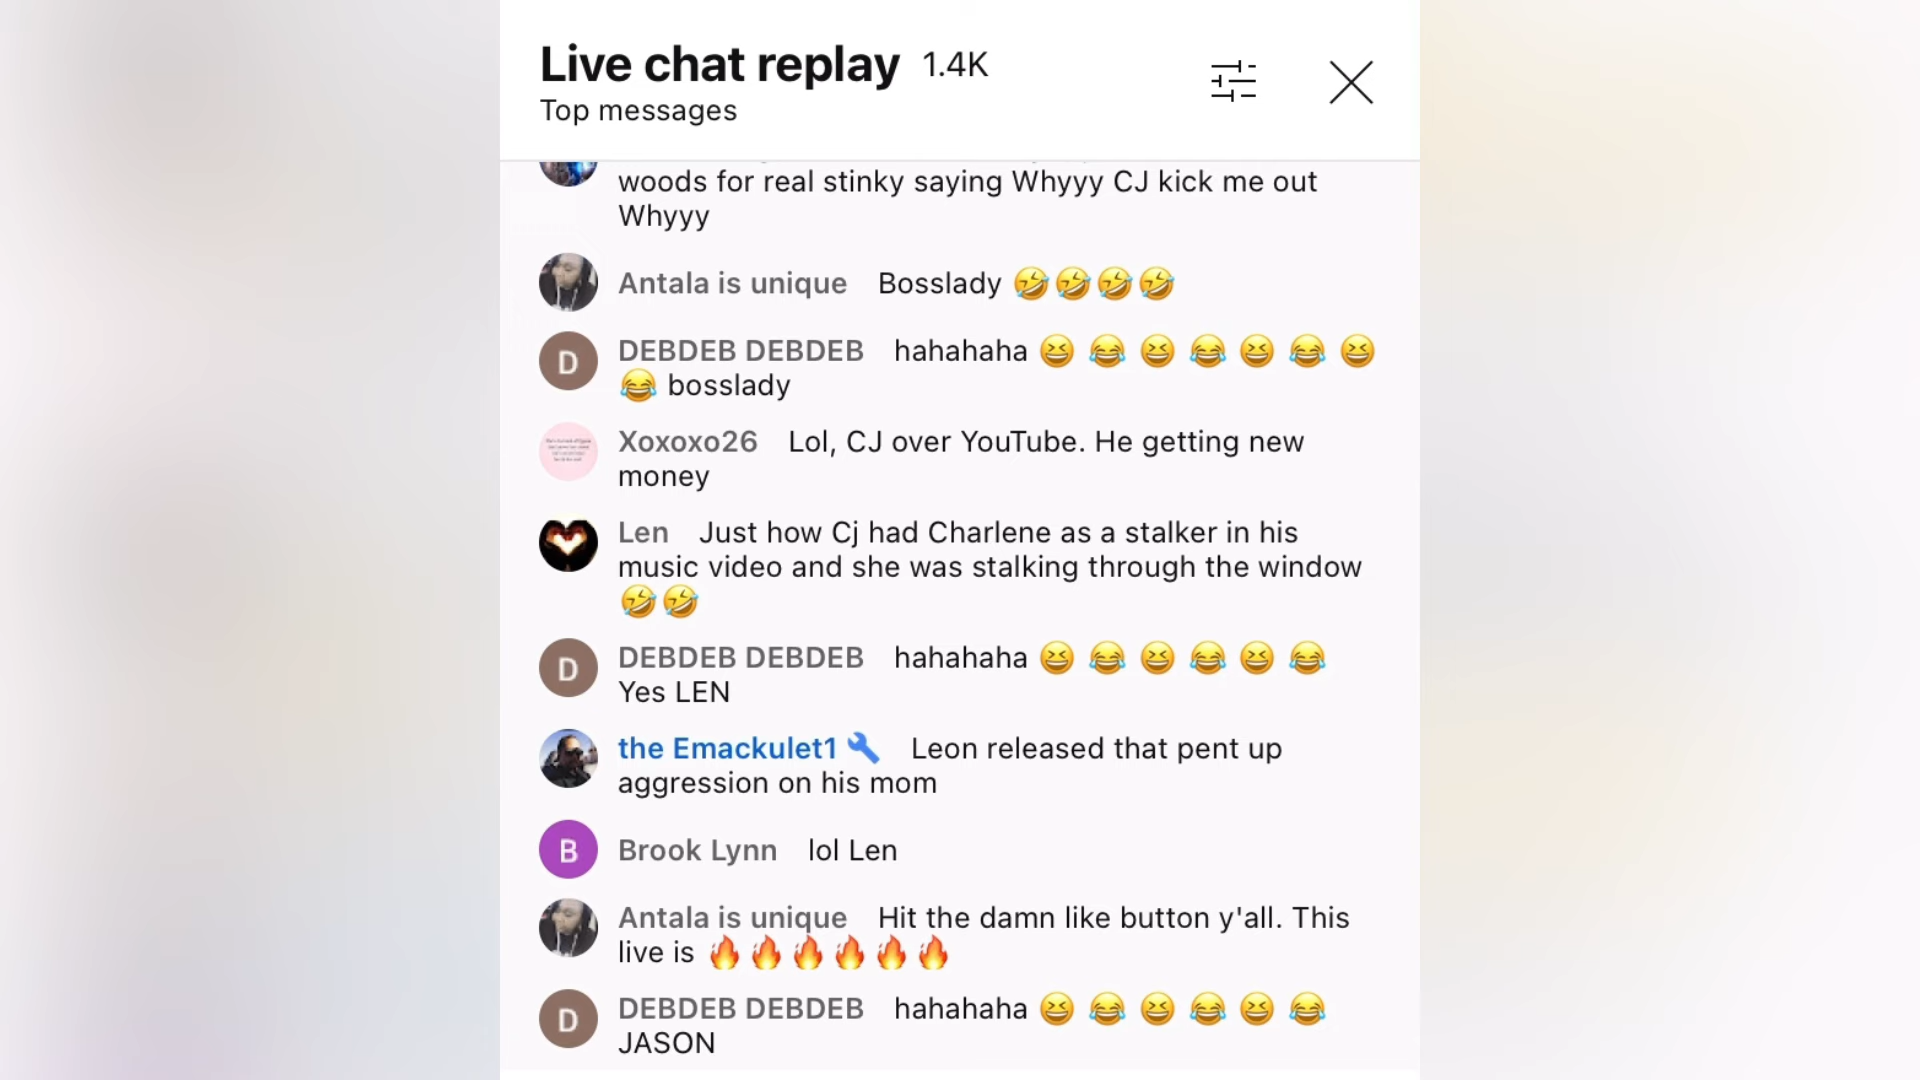 Live chat replay 1.4K
Top messages
woods for real stinky saying Whyyy CJ kick me out
Whyyy
Antala is unique Bosslady 🤣🤣🤣🤣
D DEBDEB DEBDEB hahahaha 😆 😂 😆 😂 😆 😂 😆
😂 bosslady
Xoxoxo26 Lol, CJ over YouTube. He getting new
money
Len Just how Cj had Charlene as a stalker in his
music video and she was stalking through the window
🤣🤣
D DEBDEB DEBDEB hahahaha 😆 😂 😆 😂 😆 😂
Yes LEN
the Emackulet1 🔧 Leon released that pent up
aggression on his mom
B Brook Lynn lol Len
Antala is unique Hit the damn like button y'all. This
live is 🔥🔥🔥🔥🔥🔥
D DEBDEB DEBDEB hahahaha 😆 😂 😆 😂 😆 😂
JASON